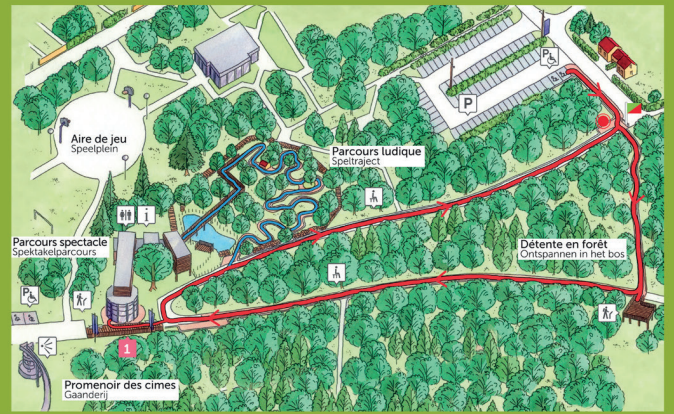 P
P
Aire de jeu
Speelplein
Parcours ludique
Speltraject
i
Parcours spectacle
Spektakelparcours
Détente en forêt
Ontspannen in het bos
P
1
Promenoir des cimes
Gaanderij